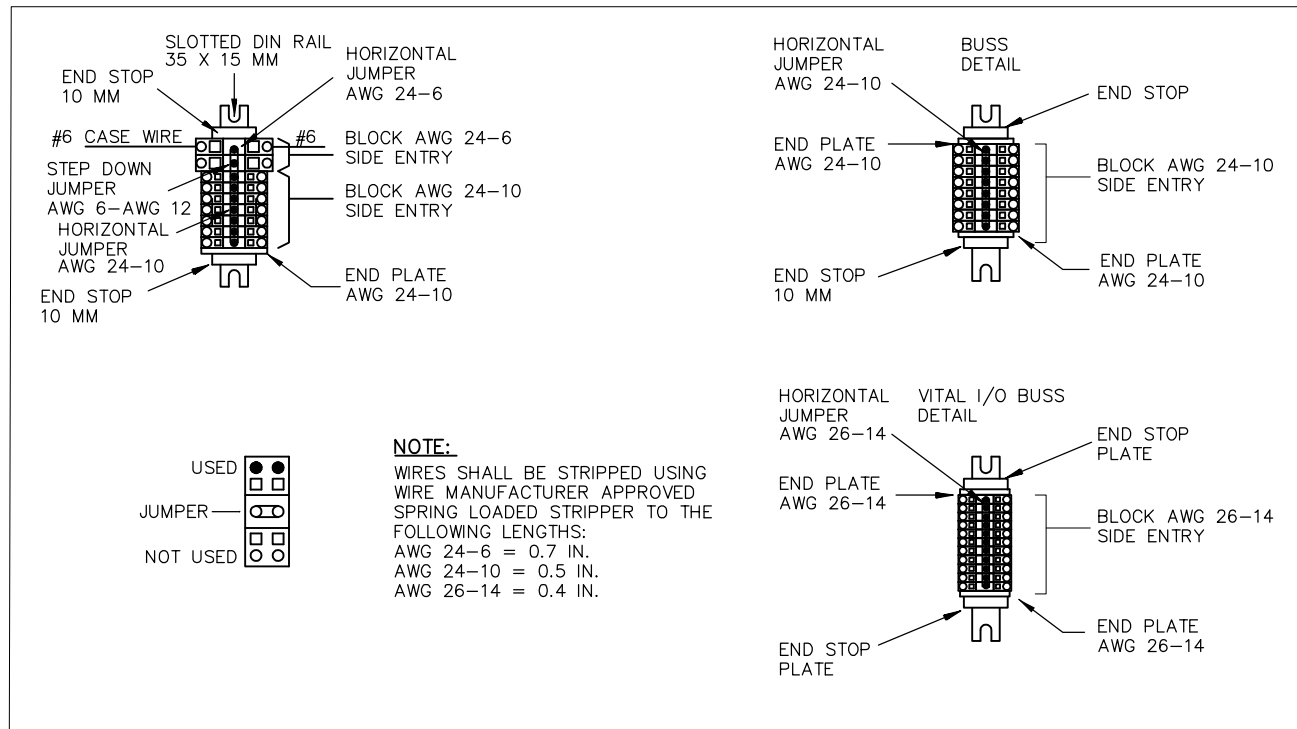 SLOTTED DIN RAIL
35 X 15 MM
END STOP
10 MM
HORIZONTAL
JUMPER
AWG 24-6
#6 CASE WIRE
#6
BLOCK AWG 24-6
SIDE ENTRY
STEP DOWN
JUMPER
AWG 6-AWG 12
BLOCK AWG 24-10
SIDE ENTRY
HORIZONTAL
JUMPER
AWG 24-10
END STOP
10 MM
END PLATE
AWG 24-10
HORIZONTAL
JUMPER
AWG 24-10
BUSS
DETAIL
END STOP
END PLATE
AWG 24-10
BLOCK AWG 24-10
SIDE ENTRY
END STOP
10 MM
END PLATE
AWG 24-10
USED
JUMPER
NOT USED
NOTE:
WIRES SHALL BE STRIPPED USING
WIRE MANUFACTURER APPROVED
SPRING LOADED STRIPPER TO THE
FOLLOWING LENGTHS:
AWG 24-6 = 0.7 IN.
AWG 24-10 = 0.5 IN.
AWG 26-14 = 0.4 IN.
HORIZONTAL
JUMPER
AWG 26-14
VITAL I/O BUSS
DETAIL
END STOP
PLATE
END PLATE
AWG 26-14
BLOCK AWG 26-14
SIDE ENTRY
END STOP
PLATE
END PLATE
AWG 26-14